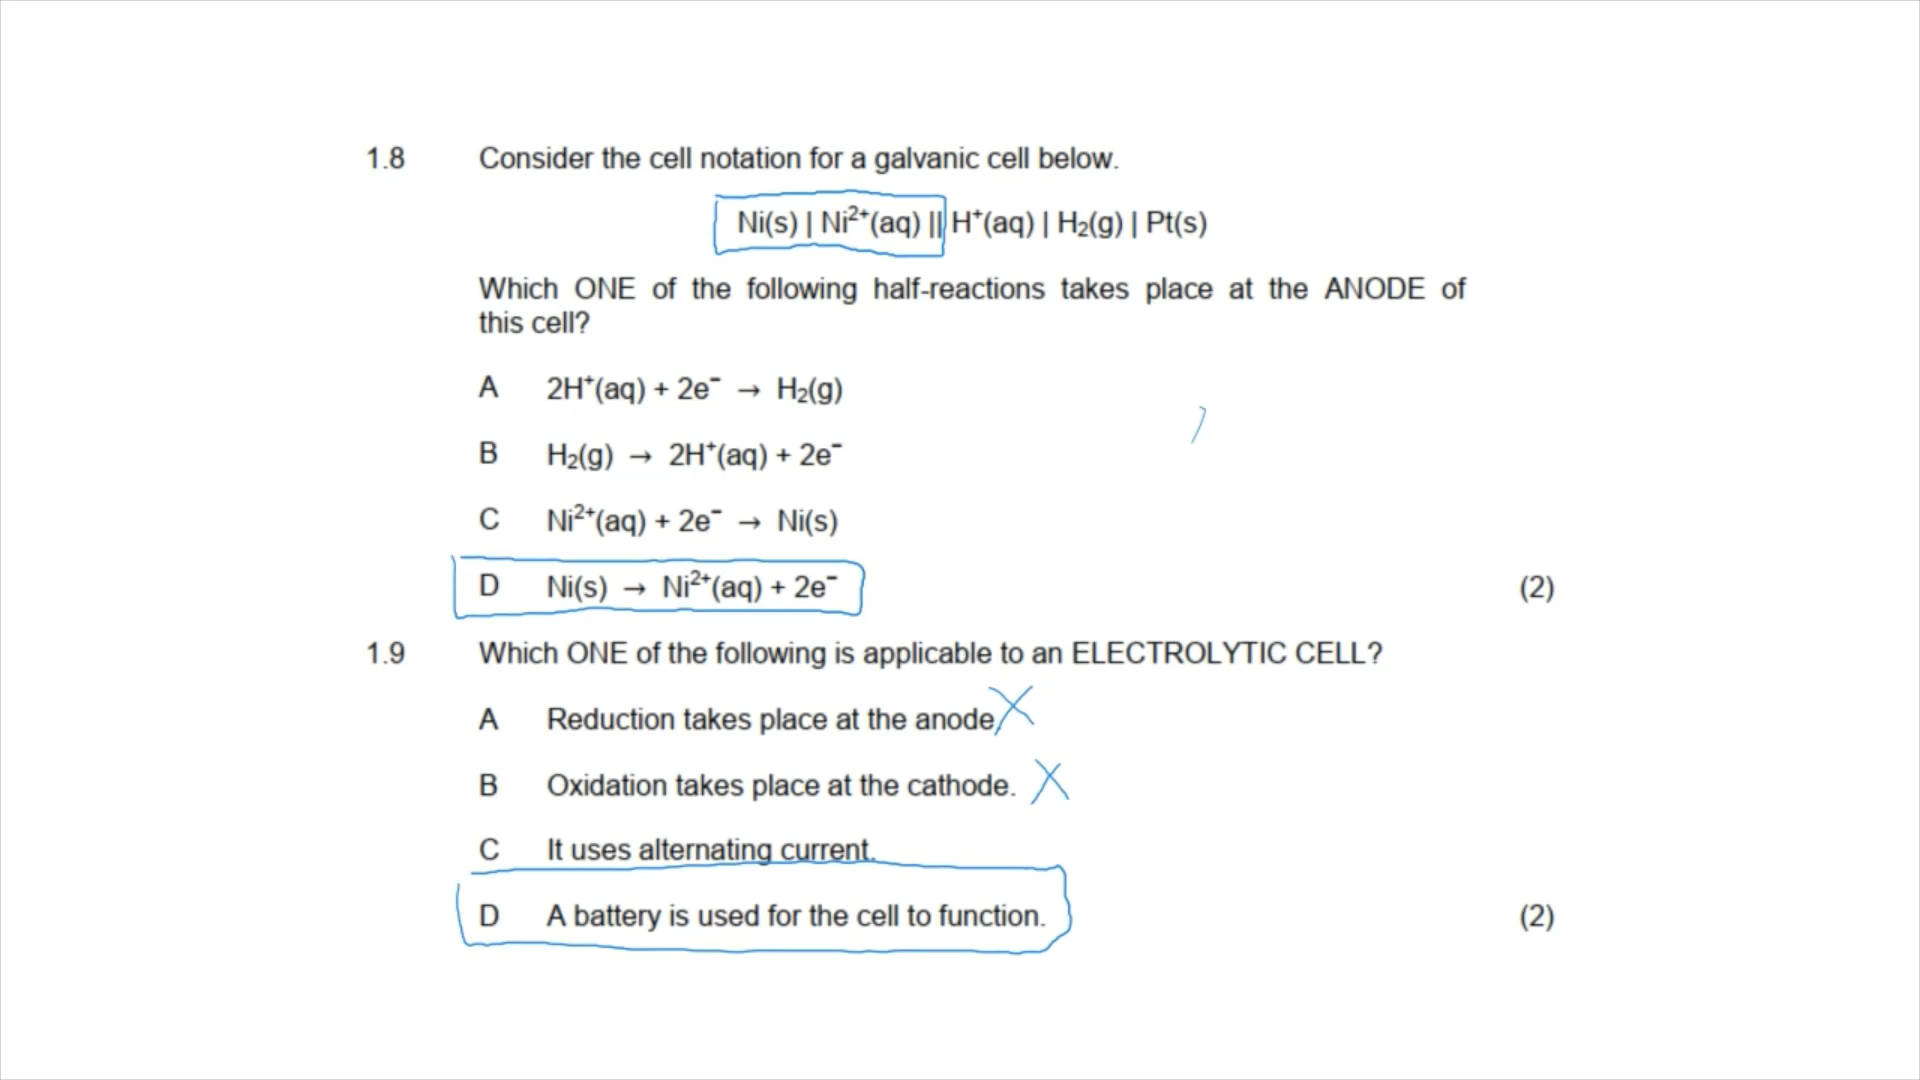 1.8 Consider the cell notation for a galvanic cell below.
Ni(s) | Ni²⁺(aq) || H⁺(aq) | H₂(g) | Pt(s)
Which ONE of the following half-reactions takes place at the ANODE of
this cell?
A 2H⁺(aq) + 2e⁻ → H₂(g)
B H₂(g) → 2H⁺(aq) + 2e⁻
C Ni²⁺(aq) + 2e⁻ → Ni(s)
D Ni(s) → Ni²⁺(aq) + 2e⁻ (2)
1.9 Which ONE of the following is applicable to an ELECTROLYTIC CELL?
A Reduction takes place at the anode
B Oxidation takes place at the cathode.
C It uses alternating current.
D A battery is used for the cell to function. (2)